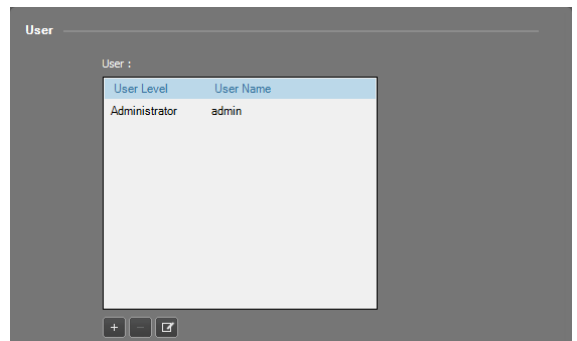 User
User :
User Level User Name
Administrator admin
+ -